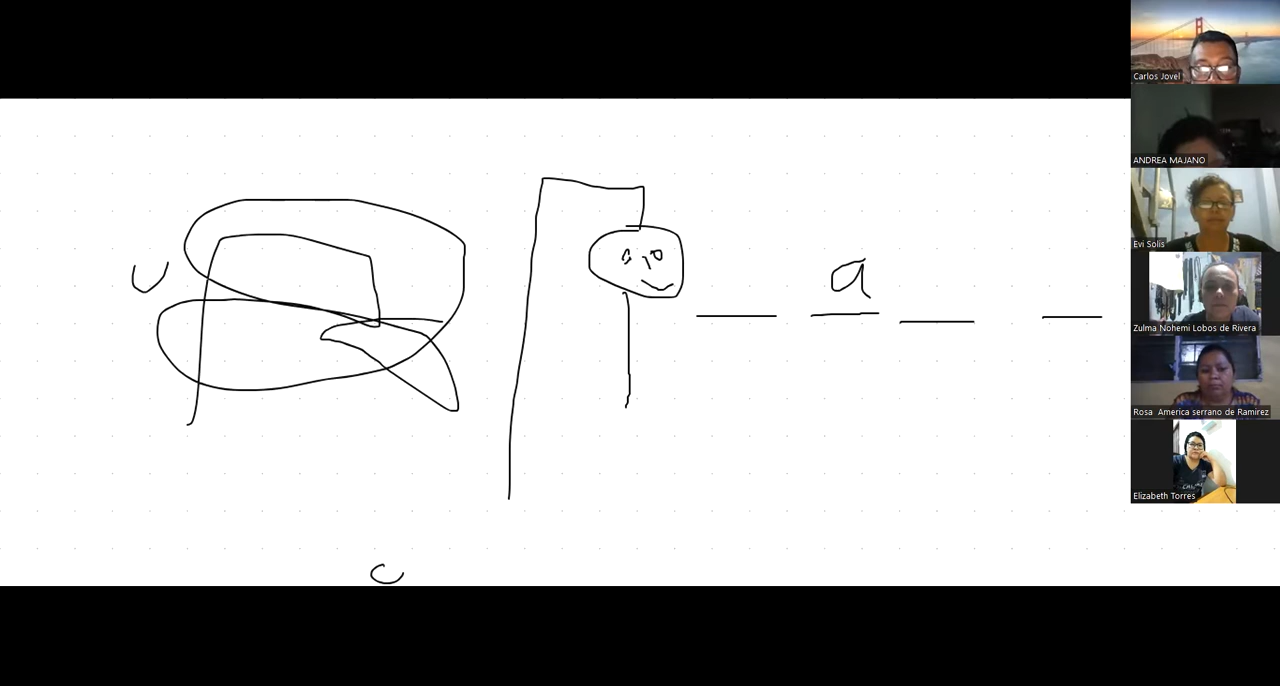 Carlos Jovel
ANDREA MAJANO
Evi Solis
Zulma Nohemi Lobos de Rivera
Rosa America serrano de Ramirez
Elizabeth Torres
U
a
c